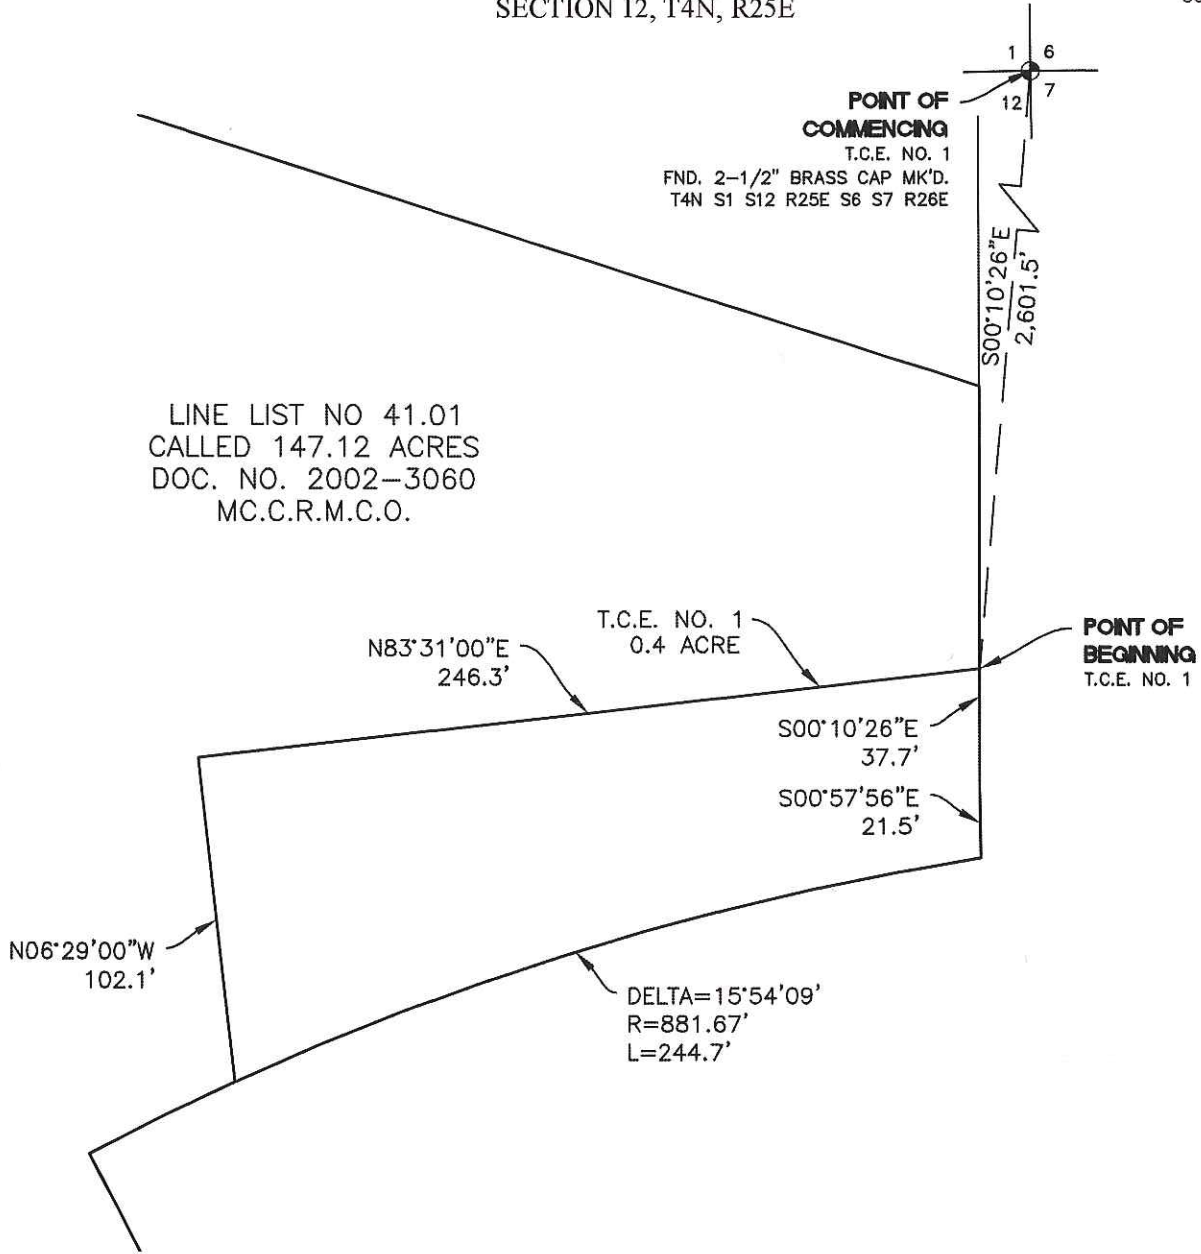 SECTION 12, T4N, R25E
1 6
12 7
POINT OF
COMMENCING
T.C.E. NO. 1
FND. 2-1/2" BRASS CAP MK'D.
T4N S1 S12 R25E S6 S7 R26E
S00°10'26"E
2,601.5'
LINE LIST NO 41.01
CALLED 147.12 ACRES
DOC. NO. 2002-3060
MC.C.R.M.C.O.
T.C.E. NO. 1
0.4 ACRE
N83°31'00"E
246.3'
POINT OF
BEGINNING
T.C.E. NO. 1
S00°10'26"E
37.7'
S00°57'56"E
21.5'
N06°29'00"W
102.1'
DELTA=15°54'09'
R=881.67'
L=244.7'